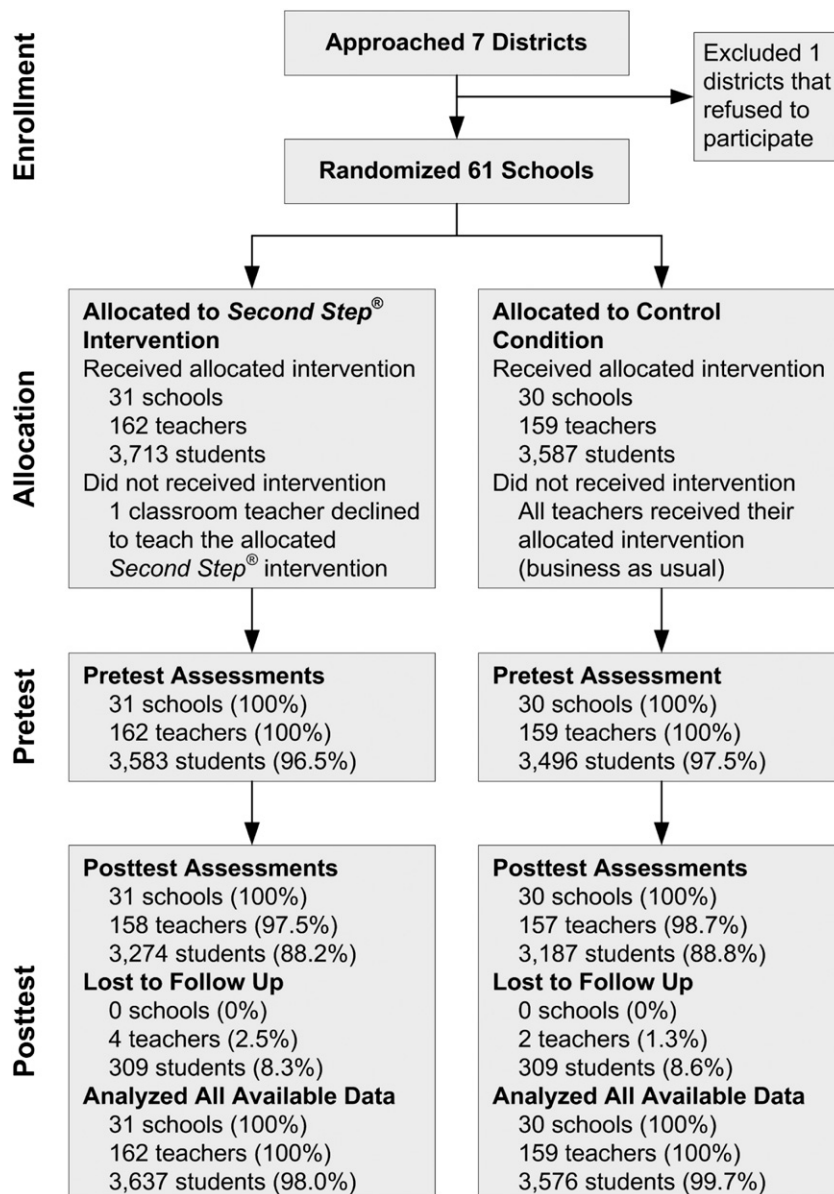 Enrollment
Approached 7 Districts
Excluded 1
districts that
refused to
participate
Randomized 61 Schools
Allocation
Allocated to Second Step®
Intervention
Received allocated intervention
31 schools
162 teachers
3,713 students
Did not received intervention
1 classroom teacher declined
to teach the allocated
Second Step® intervention
Allocated to Control
Condition
Received allocated intervention
30 schools
159 teachers
3,587 students
Did not received intervention
All teachers received their
allocated intervention
(business as usual)
Pretest
Pretest Assessments
31 schools (100%)
162 teachers (100%)
3,583 students (96.5%)
Pretest Assessment
30 schools (100%)
159 teachers (100%)
3,496 students (97.5%)
Posttest
Posttest Assessments
31 schools (100%)
158 teachers (97.5%)
3,274 students (88.2%)
Lost to Follow Up
0 schools (0%)
4 teachers (2.5%)
309 students (8.3%)
Analyzed All Available Data
31 schools (100%)
162 teachers (100%)
3,637 students (98.0%)
Posttest Assessments
30 schools (100%)
157 teachers (98.7%)
3,187 students (88.8%)
Lost to Follow Up
0 schools (0%)
2 teachers (1.3%)
309 students (8.6%)
Analyzed All Available Data
30 schools (100%)
159 teachers (100%)
3,576 students (99.7%)